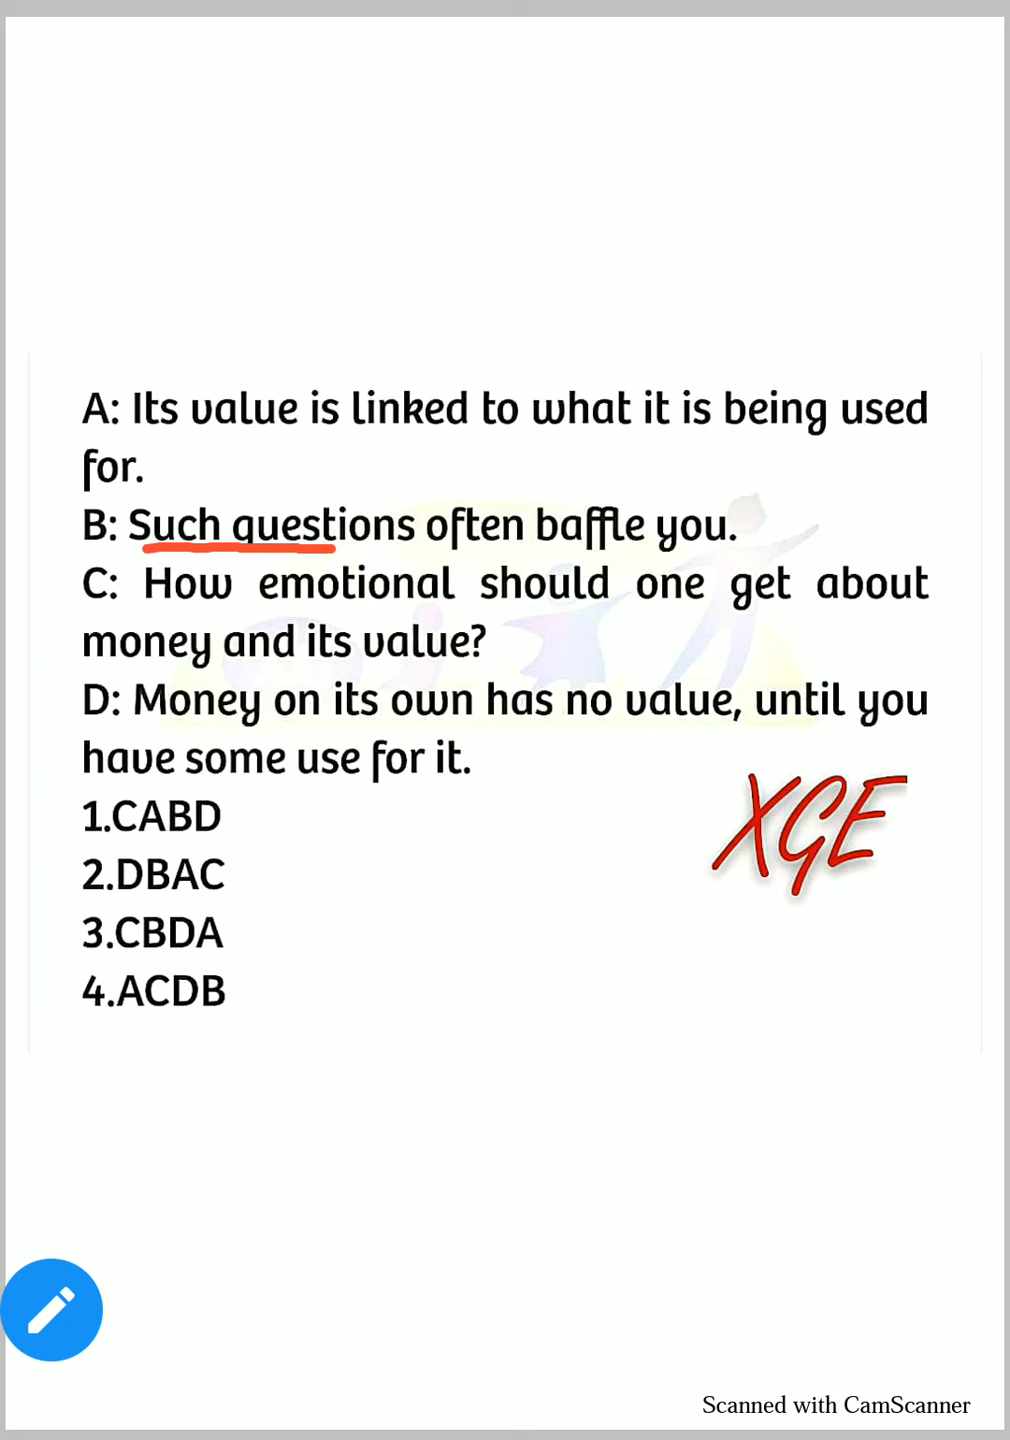 A: Its value is linked to what it is being used
for.
B: Such questions often baffle you.
C: How emotional should one get about
money and its value?
D: Money on its own has no value, until you
have some use for it.
1.CABD
2.DBAC
3.CBDA
4.ACDB
XGE
Scanned with CamScanner